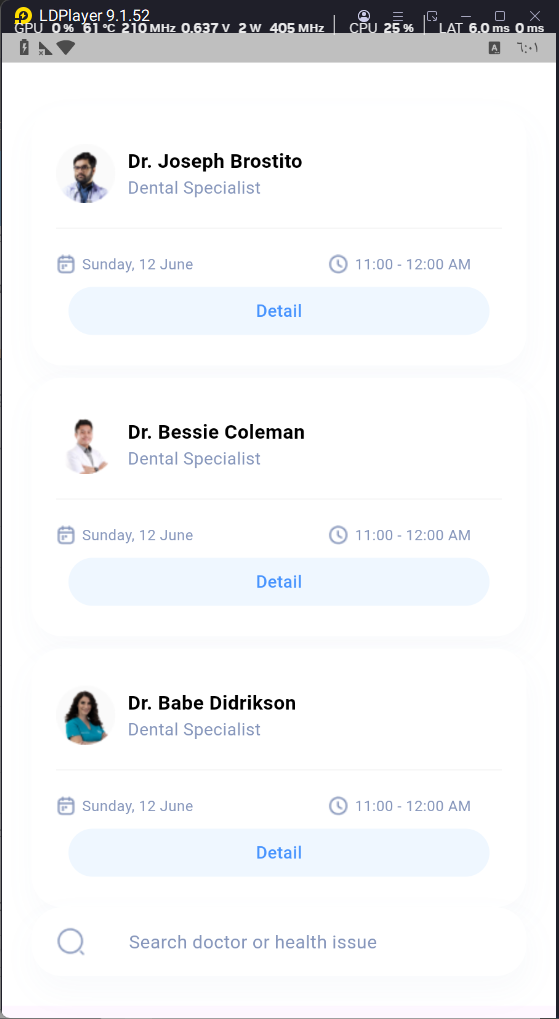 LDPlayer 9.1.52
GPU 0 % 61 °C 210 MHz 0.637 V 2 W 405 MHz CPU 25 % LAT 6.0 ms 0 ms
A ٦:٠١
Dr. Joseph Brostito
Dental Specialist
Sunday, 12 June 11:00 - 12:00 AM
Detail
Dr. Bessie Coleman
Dental Specialist
Sunday, 12 June 11:00 - 12:00 AM
Detail
Dr. Babe Didrikson
Dental Specialist
Sunday, 12 June 11:00 - 12:00 AM
Detail
Search doctor or health issue